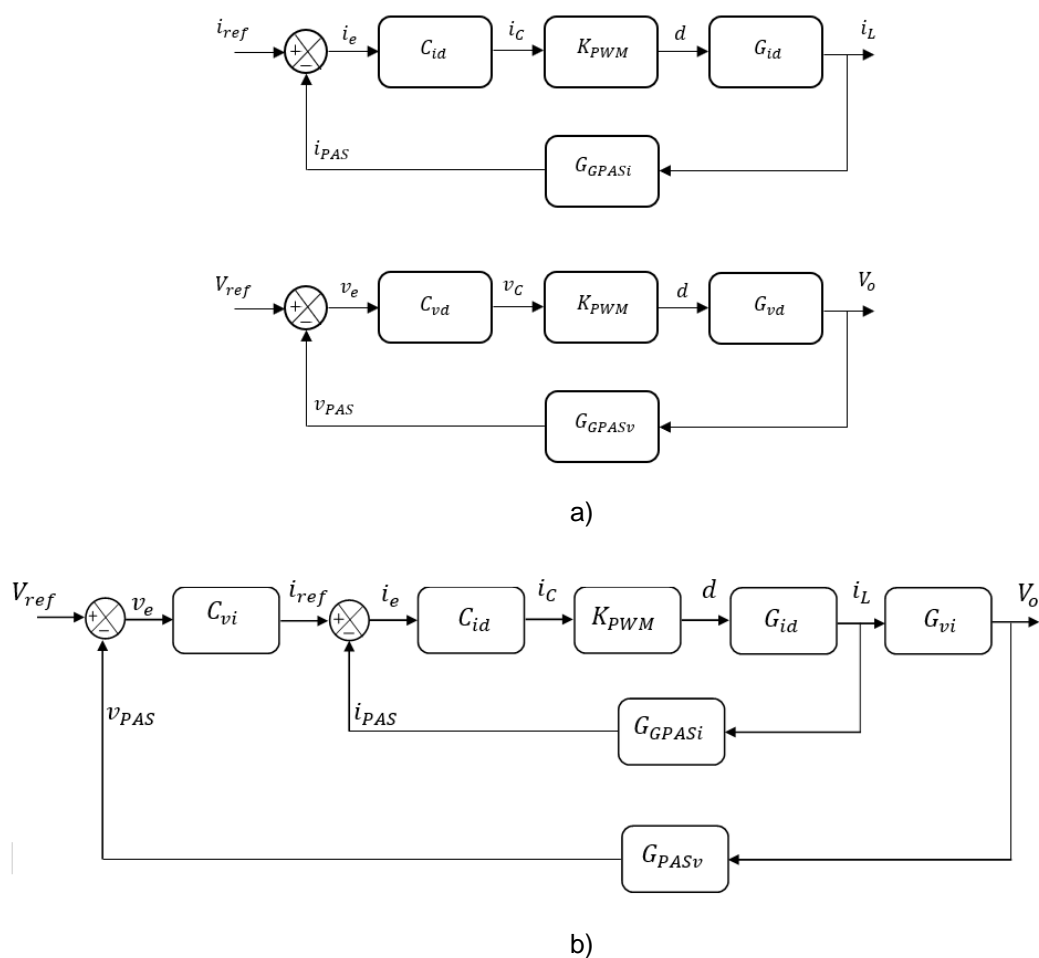 i_ref + − i_e C_id i_C K_PWM d G_id i_L
i_PAS G_GPASi
V_ref + − v_e C_vd v_C K_PWM d G_vd V_o
v_PAS G_GPASv
a)
V_ref + − v_e C_vi i_ref + − i_e C_id i_C K_PWM d G_id i_L G_vi V_o
v_PAS i_PAS G_GPASi
G_PASv
b)